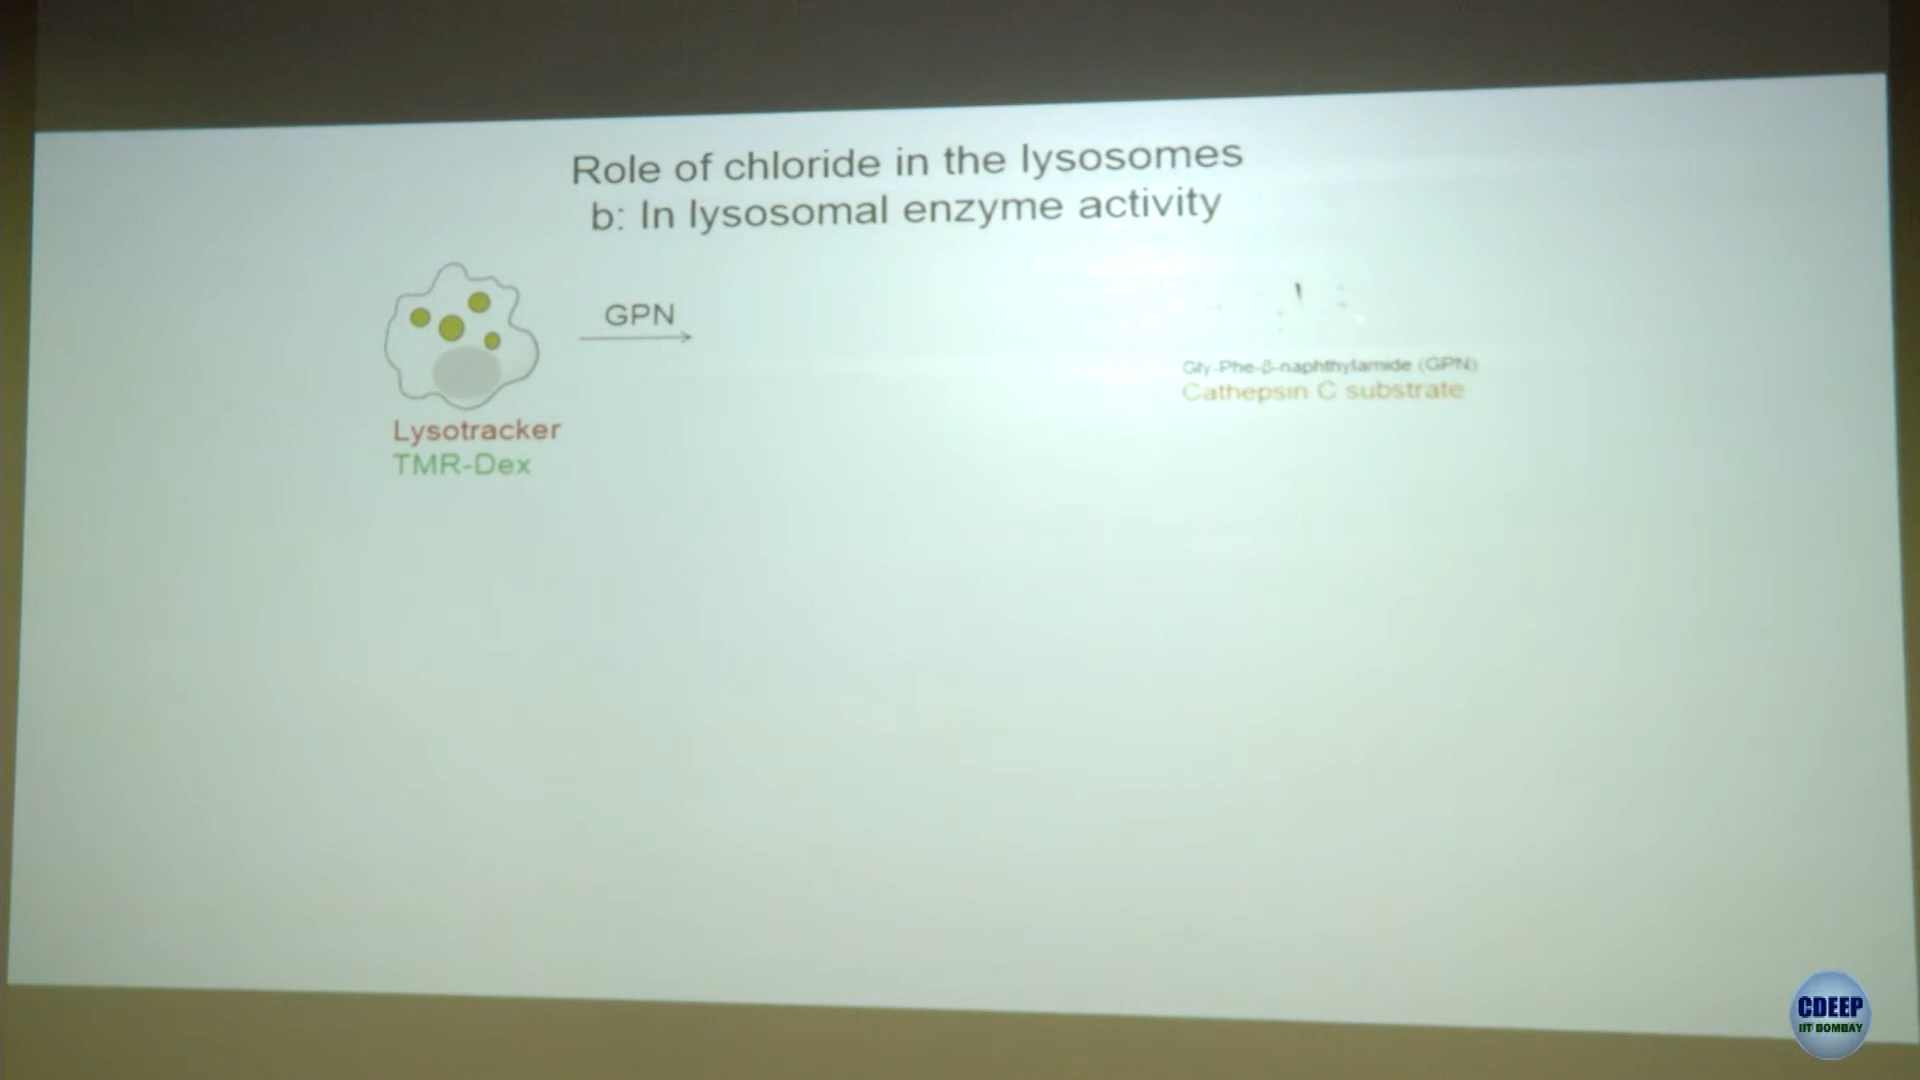 Role of chloride in the lysosomes
b: In lysosomal enzyme activity
GPN
Gly-Phe-β-naphthylamide (GPN)
Cathepsin C substrate
Lysotracker
TMR-Dex
CDEEP
IIT BOMBAY